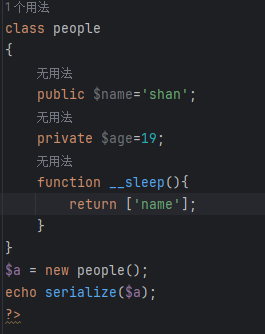 1个用法
class people
{
无用法
public $name='shan';
无用法
private $age=19;
无用法
function __sleep(){
return ['name'];
}
}
$a = new people();
echo serialize($a);
?>